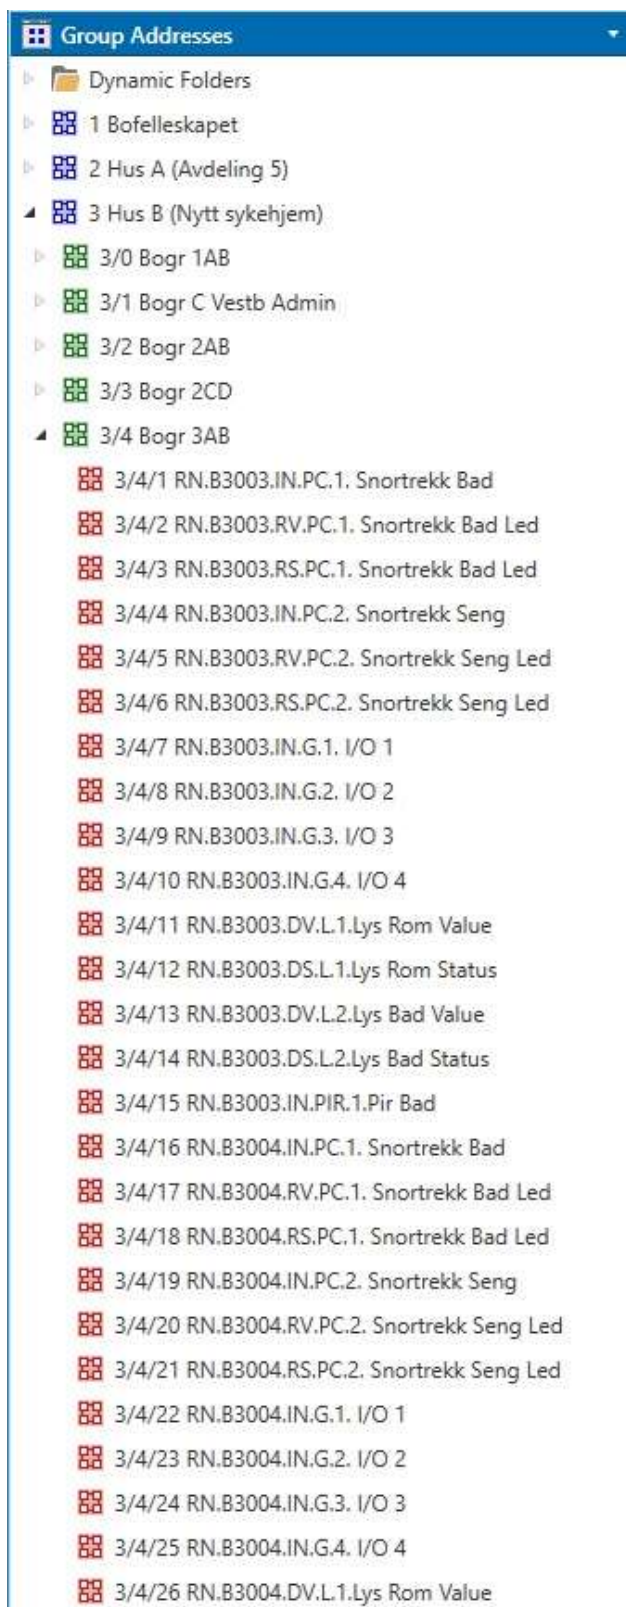 Group Addresses
Dynamic Folders
1 Bofelleskapet
2 Hus A (Avdeling 5)
3 Hus B (Nytt sykehjem)
3/0 Bogr 1AB
3/1 Bogr C Vestb Admin
3/2 Bogr 2AB
3/3 Bogr 2CD
3/4 Bogr 3AB
3/4/1 RN.B3003.IN.PC.1. Snortrekk Bad
3/4/2 RN.B3003.RV.PC.1. Snortrekk Bad Led
3/4/3 RN.B3003.RS.PC.1. Snortrekk Bad Led
3/4/4 RN.B3003.IN.PC.2. Snortrekk Seng
3/4/5 RN.B3003.RV.PC.2. Snortrekk Seng Led
3/4/6 RN.B3003.RS.PC.2. Snortrekk Seng Led
3/4/7 RN.B3003.IN.G.1. I/O 1
3/4/8 RN.B3003.IN.G.2. I/O 2
3/4/9 RN.B3003.IN.G.3. I/O 3
3/4/10 RN.B3003.IN.G.4. I/O 4
3/4/11 RN.B3003.DV.L.1.Lys Rom Value
3/4/12 RN.B3003.DS.L.1.Lys Rom Status
3/4/13 RN.B3003.DV.L.2.Lys Bad Value
3/4/14 RN.B3003.DS.L.2.Lys Bad Status
3/4/15 RN.B3003.IN.PIR.1.Pir Bad
3/4/16 RN.B3004.IN.PC.1. Snortrekk Bad
3/4/17 RN.B3004.RV.PC.1. Snortrekk Bad Led
3/4/18 RN.B3004.RS.PC.1. Snortrekk Bad Led
3/4/19 RN.B3004.IN.PC.2. Snortrekk Seng
3/4/20 RN.B3004.RV.PC.2. Snortrekk Seng Led
3/4/21 RN.B3004.RS.PC.2. Snortrekk Seng Led
3/4/22 RN.B3004.IN.G.1. I/O 1
3/4/23 RN.B3004.IN.G.2. I/O 2
3/4/24 RN.B3004.IN.G.3. I/O 3
3/4/25 RN.B3004.IN.G.4. I/O 4
3/4/26 RN.B3004.DV.L.1.Lys Rom Value